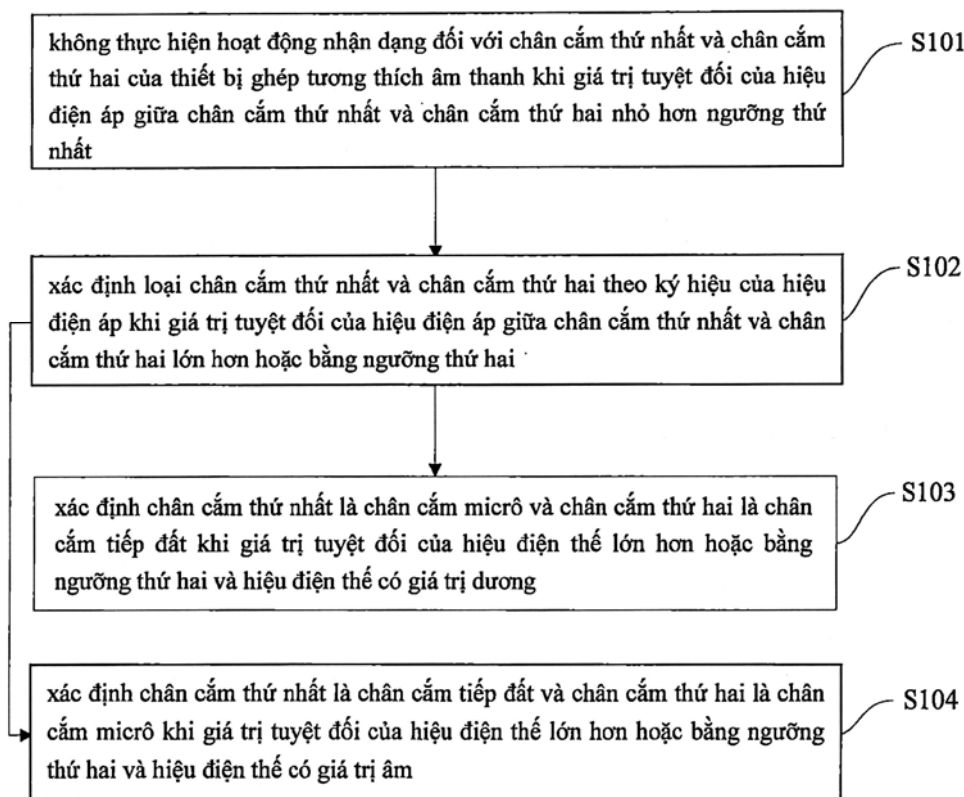 không thực hiện hoạt động nhận dạng đối với chân cắm thứ nhất và chân cắm
thứ hai của thiết bị ghép tương thích âm thanh khi giá trị tuyệt đối của hiệu
điện áp giữa chân cắm thứ nhất và chân cắm thứ hai nhỏ hơn ngưỡng thứ
nhất
S101
xác định loại chân cắm thứ nhất và chân cắm thứ hai theo ký hiệu của hiệu
điện áp khi giá trị tuyệt đối của hiệu điện áp giữa chân cắm thứ nhất và chân
cắm thứ hai lớn hơn hoặc bằng ngưỡng thứ hai
S102
xác định chân cắm thứ nhất là chân cắm micrô và chân cắm thứ hai là chân
cắm tiếp đất khi giá trị tuyệt đối của hiệu điện thế lớn hơn hoặc bằng
ngưỡng thứ hai và hiệu điện thế có giá trị dương
S103
xác định chân cắm thứ nhất là chân cắm tiếp đất và chân cắm thứ hai là chân
cắm micrô khi giá trị tuyệt đối của hiệu điện thế lớn hơn hoặc bằng ngưỡng
thứ hai và hiệu điện thế có giá trị âm
S104